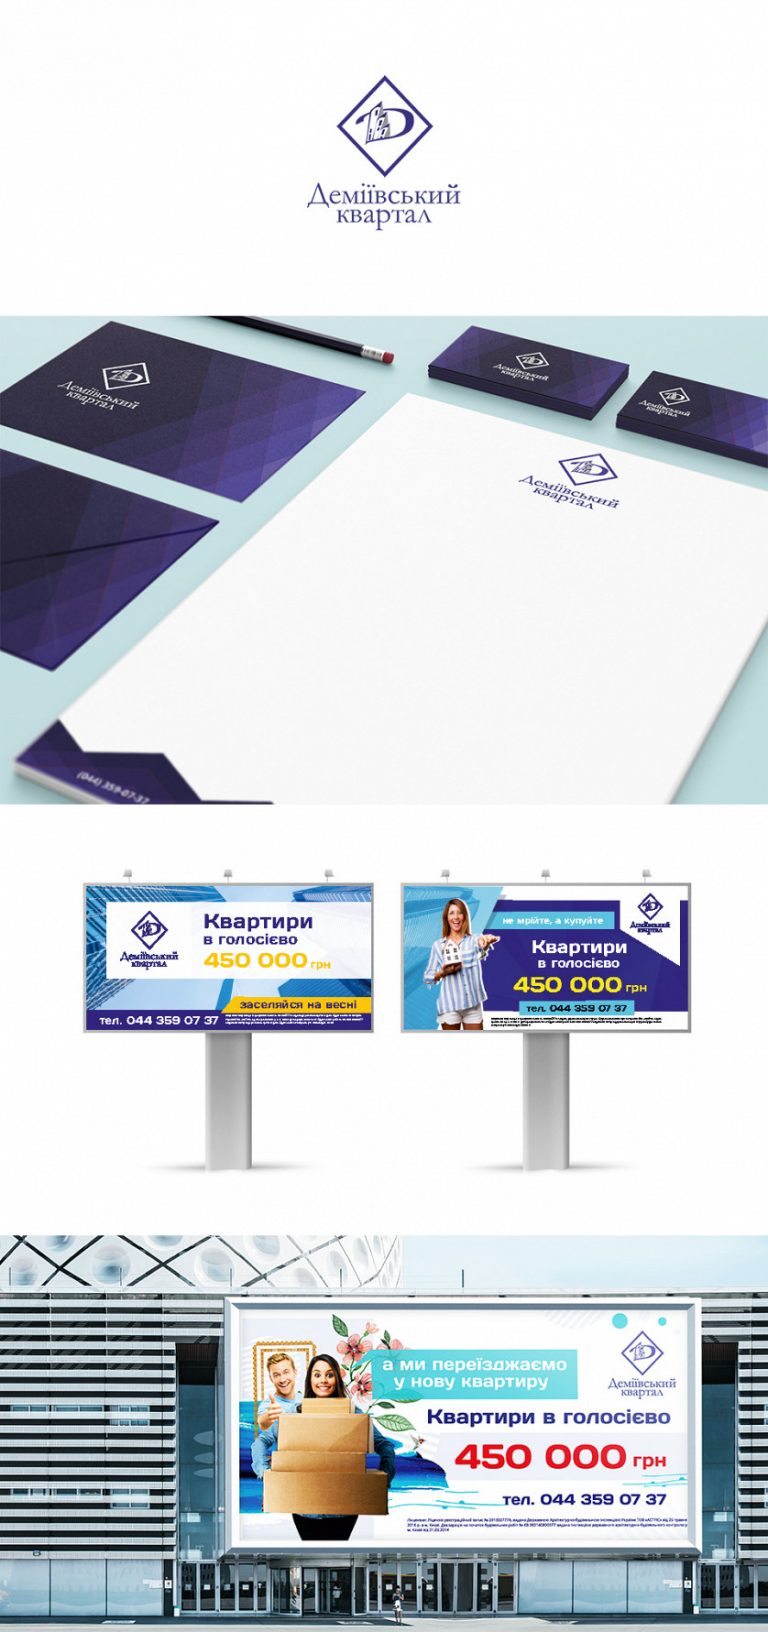 Деміївський
квартал
Деміївський
квартал
Деміївський
квартал
Деміївський
квартал
Деміївський
квартал
(044) 359-07-37
Деміївський
квартал
Квартири
в голосієво
450 000 грн
заселяйся на весні
тел. 044 359 07 37
не мрійте, а купуйте
Деміївський
квартал
Квартири
в голосієво
450 000 грн
тел. 044 359 07 37
а ми переїзджаємо
у нову квартиру
Деміївський
квартал
Квартири в голосієво
450 000 грн
тел. 044 359 07 37